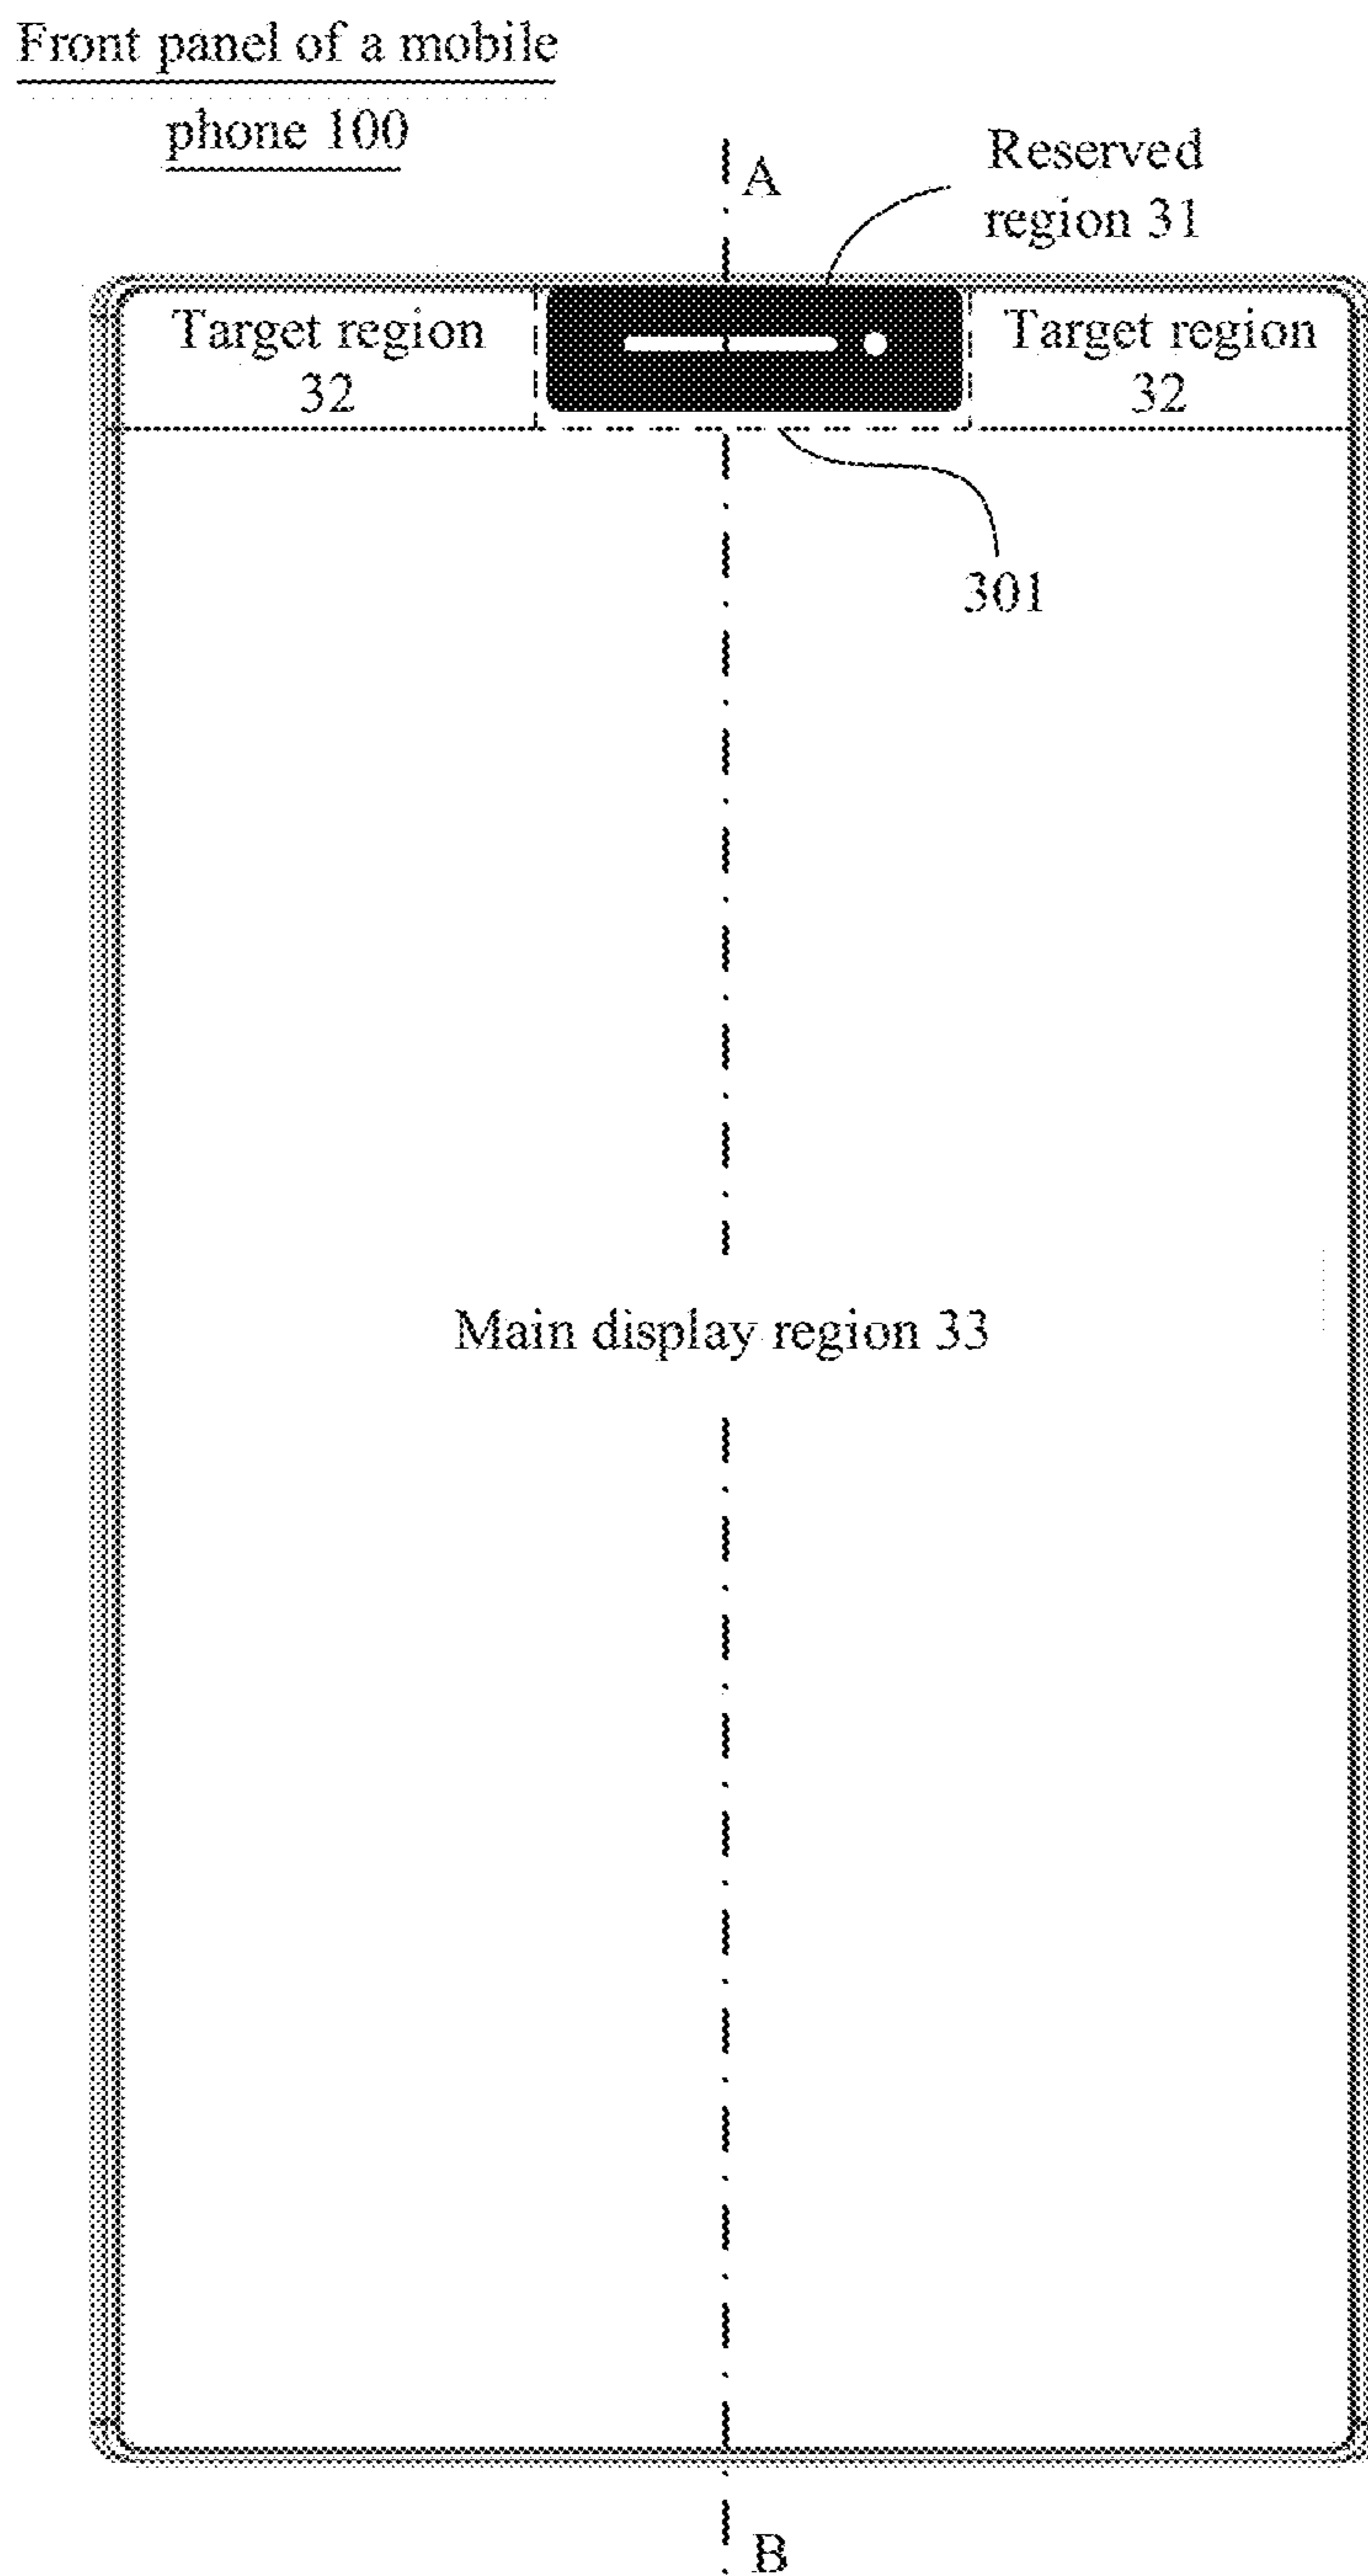 Front panel of a mobile
phone 100
A
Reserved
region 31
Target region
32
Target region
32
301
Main display region 33
B